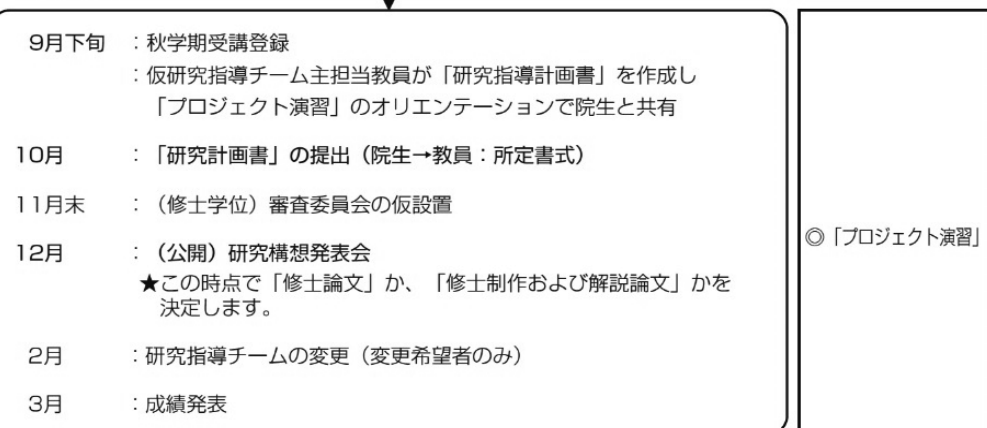 9月下旬 ：秋学期受講登録
：仮研究指導チーム主担当教員が「研究指導計画書」を作成し
「プロジェクト演習」のオリエンテーションで院生と共有
10月 ：「研究計画書」の提出（院生→教員：所定書式）
11月末 ：（修士学位）審査委員会の仮設置
12月 ：（公開）研究構想発表会
★この時点で「修士論文」か、「修士制作および解説論文」かを
決定します。
2月 ：研究指導チームの変更（変更希望者のみ）
3月 ：成績発表
◎「プロジェクト演習」